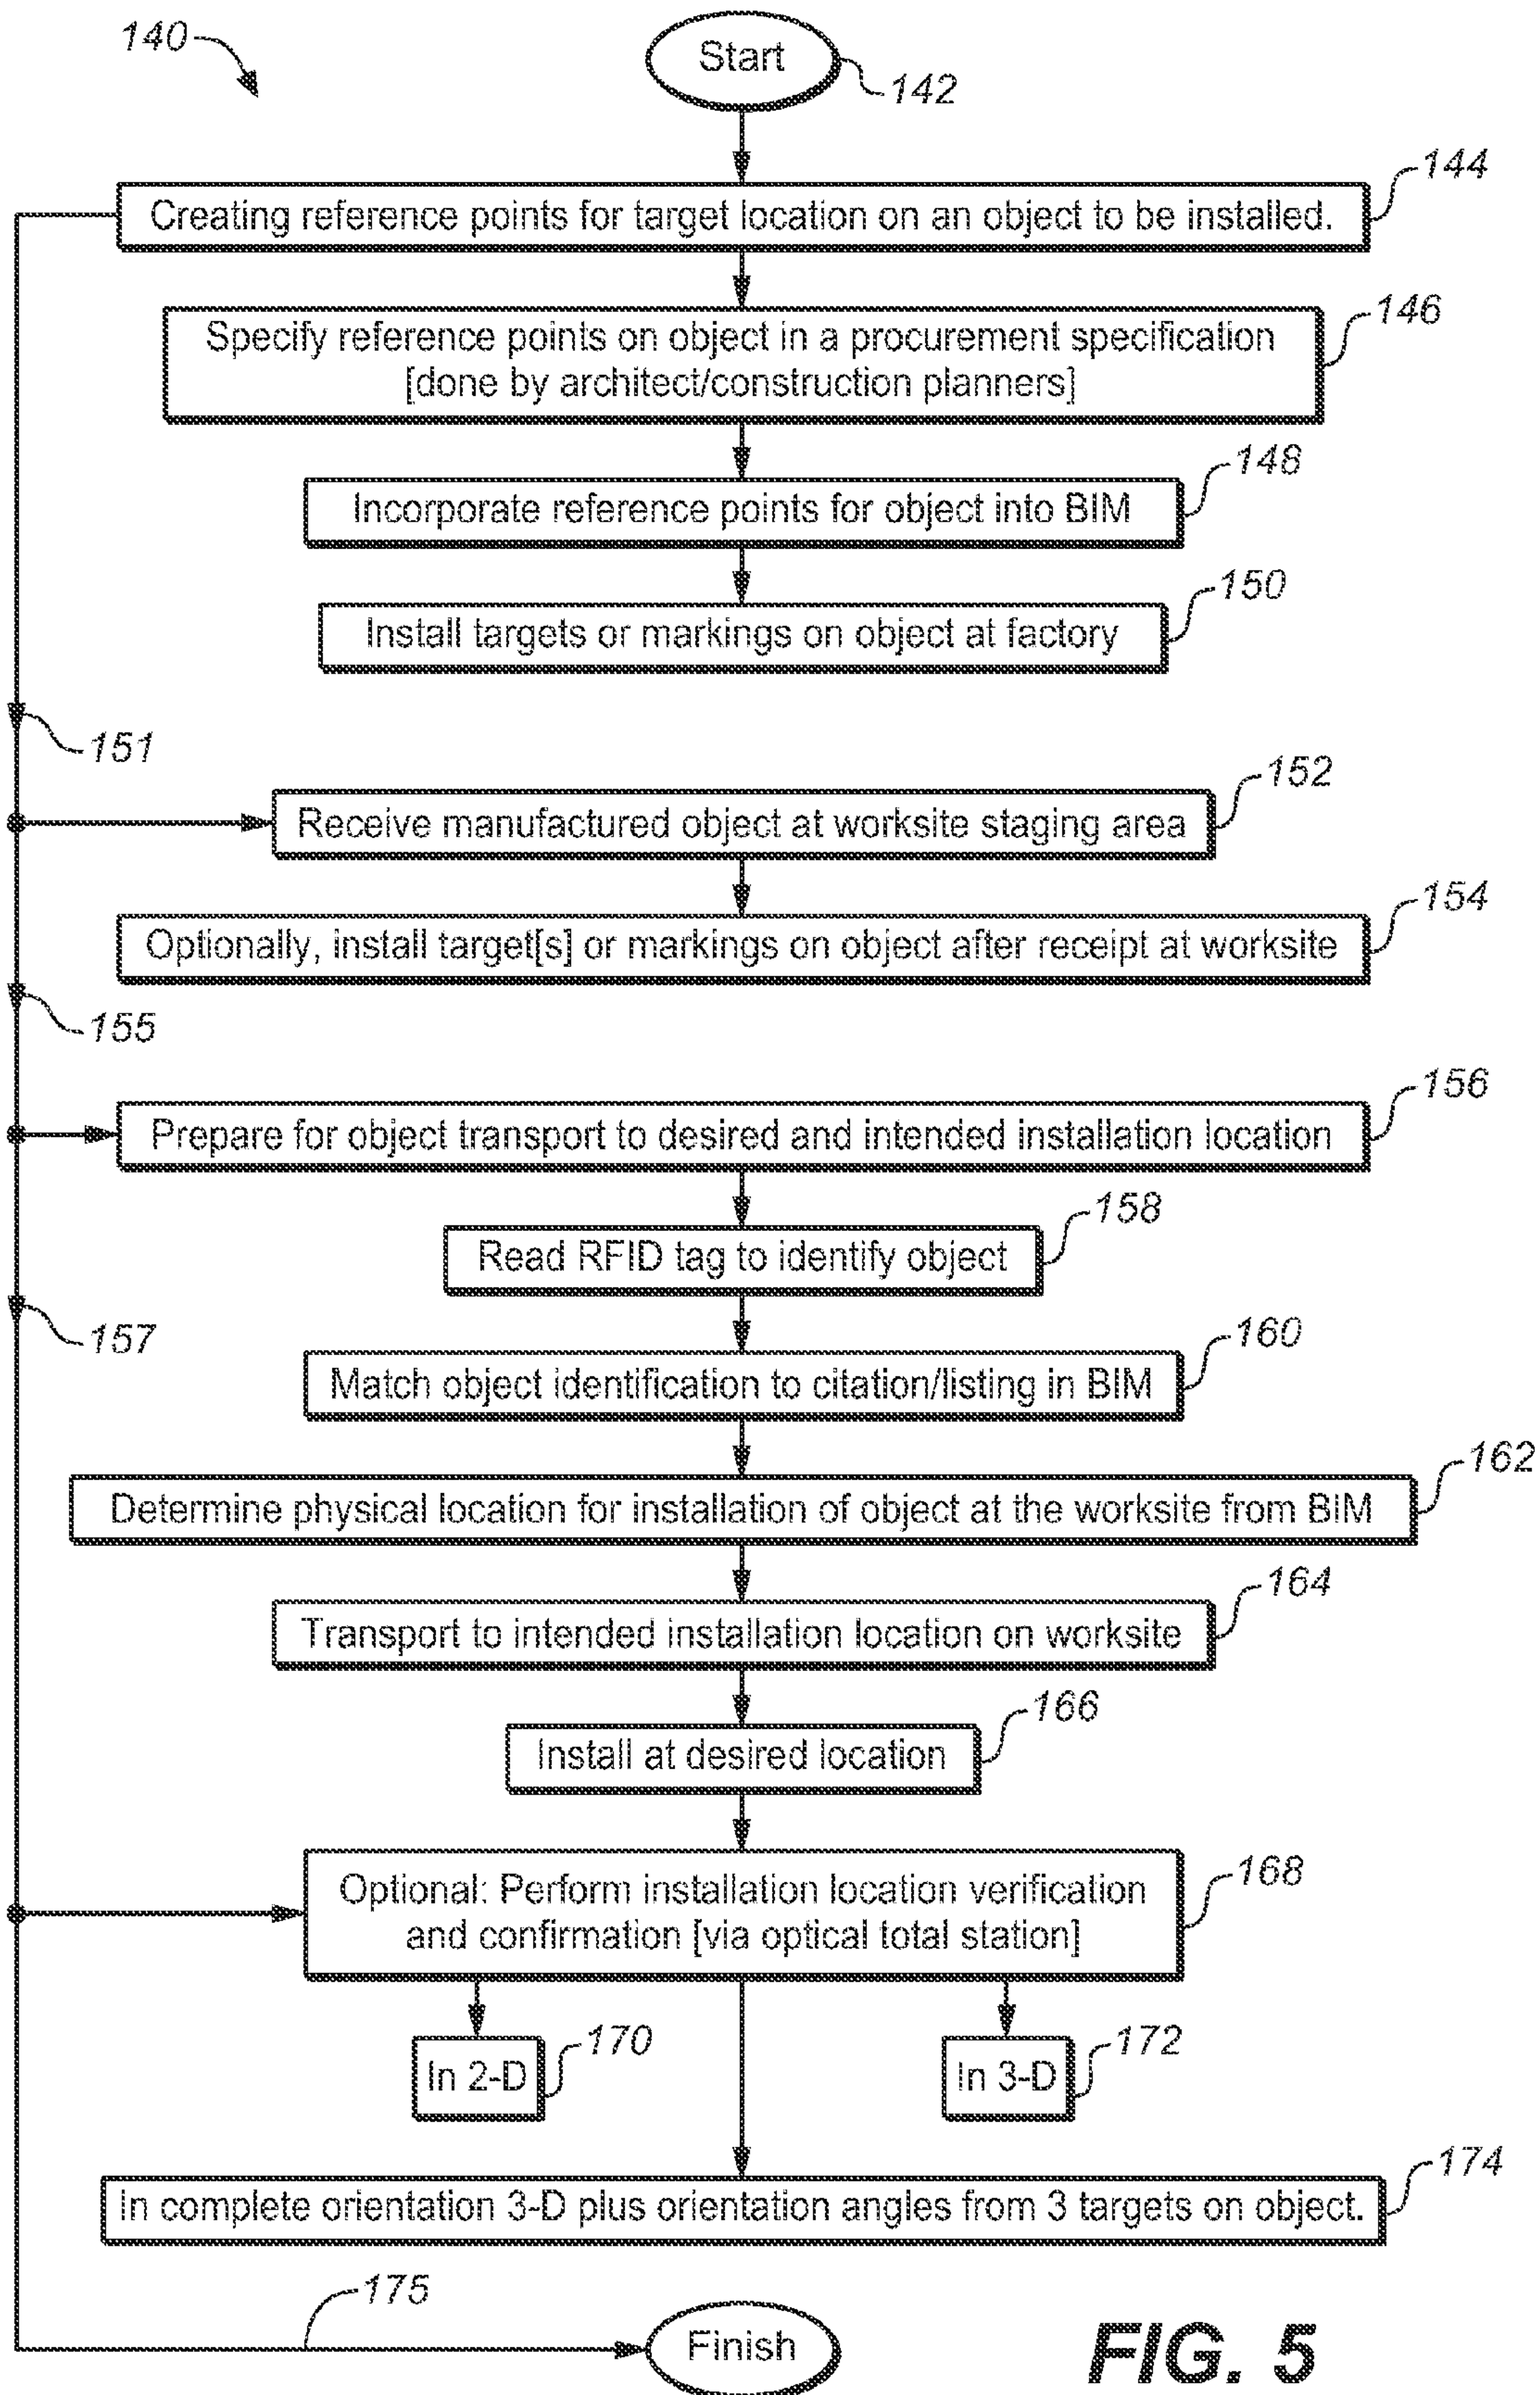 140
Start
142
144
Creating reference points for target location on an object to be installed.
146
Specify reference points on object in a procurement specification
[done by architect/construction planners]
148
Incorporate reference points for object into BIM
150
Install targets or markings on object at factory
151
152
Receive manufactured object at worksite staging area
154
Optionally, install target[s] or markings on object after receipt at worksite
155
156
Prepare for object transport to desired and intended installation location
158
Read RFID tag to identify object
157
160
Match object identification to citation/listing in BIM
162
Determine physical location for installation of object at the worksite from BIM
164
Transport to intended installation location on worksite
166
Install at desired location
168
Optional: Perform installation location verification
and confirmation [via optical total station]
170
In 2-D
172
In 3-D
174
In complete orientation 3-D plus orientation angles from 3 targets on object.
175
Finish
FIG. 5